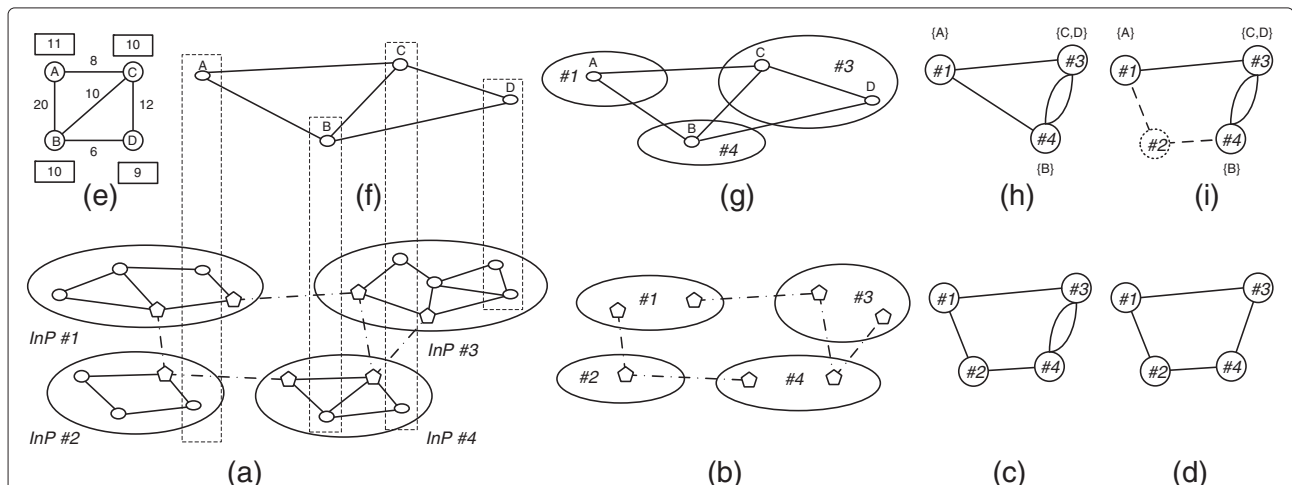 11
10
A
8
C
20
10
12
B
6
D
10
9
(e)
A
C
B
D
(f)
#1
A
C
#3
D
B
#4
(g)
{A}
{C,D}
#1
#3
#4
{B}
(h)
{A}
{C,D}
#1
#3
#2
#4
{B}
(i)
InP #1
InP #3
InP #2
InP #4
(a)
#1
#3
#2
#4
(b)
#1
#3
#2
#4
(c)
#1
#3
#2
#4
(d)